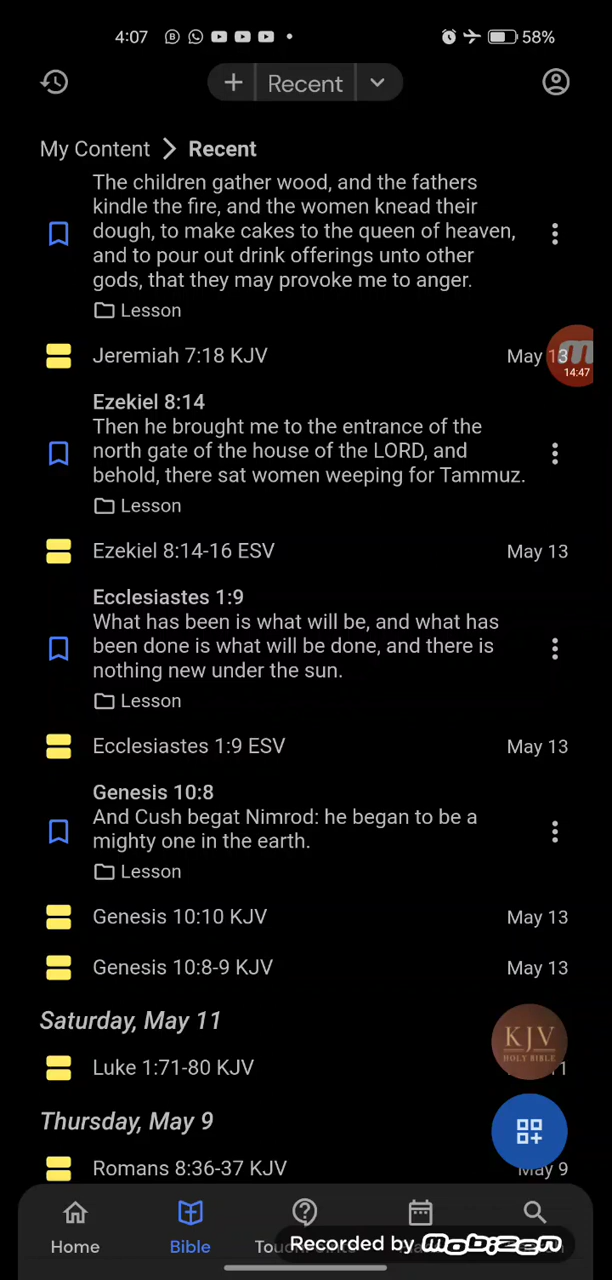 4:07
58%
Recent
My Content > Recent
The children gather wood, and the fathers
kindle the fire, and the women knead their
dough, to make cakes to the queen of heaven,
and to pour out drink offerings unto other
gods, that they may provoke me to anger.
Lesson
Jeremiah 7:18 KJV May 13
14:47
Ezekiel 8:14
Then he brought me to the entrance of the
north gate of the house of the LORD, and
behold, there sat women weeping for Tammuz.
Lesson
Ezekiel 8:14-16 ESV May 13
Ecclesiastes 1:9
What has been is what will be, and what has
been done is what will be done, and there is
nothing new under the sun.
Lesson
Ecclesiastes 1:9 ESV May 13
Genesis 10:8
And Cush begat Nimrod: he began to be a
mighty one in the earth.
Lesson
Genesis 10:10 KJV May 13
Genesis 10:8-9 KJV May 13
Saturday, May 11
KJV
HOLY BIBLE
Luke 1:71-80 KJV
Thursday, May 9
Romans 8:36-37 KJV May 9
Home Bible
Recorded by mobizen